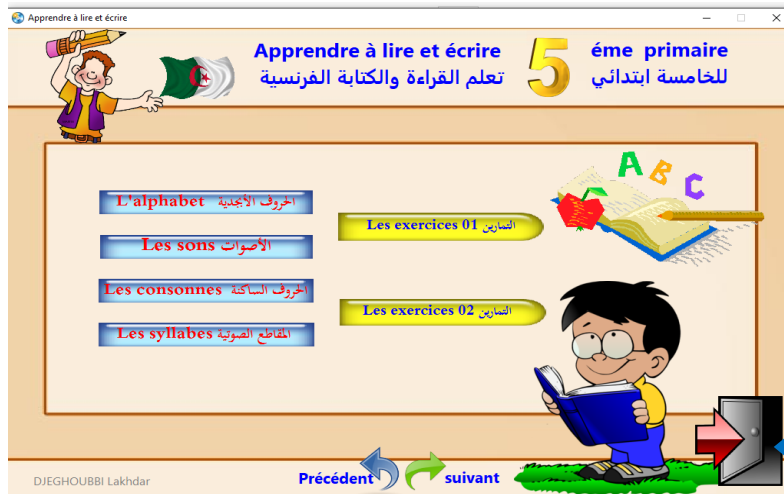 Apprendre à lire et écrire
Apprendre à lire et écrire
تعلم القراءة والكتابة الفرنسية
5
éme primaire
للخامسة ابتدائي
A B C
L'alphabet الحروف الأبجدية
Les sons الأصوات
Les consonnes الحروف الساكنة
Les syllabes المقاطع الصوتية
Les exercices 01 التمارين
Les exercices 02 التمارين
DJEGHOUBBI Lakhdar
Précédent
suivant